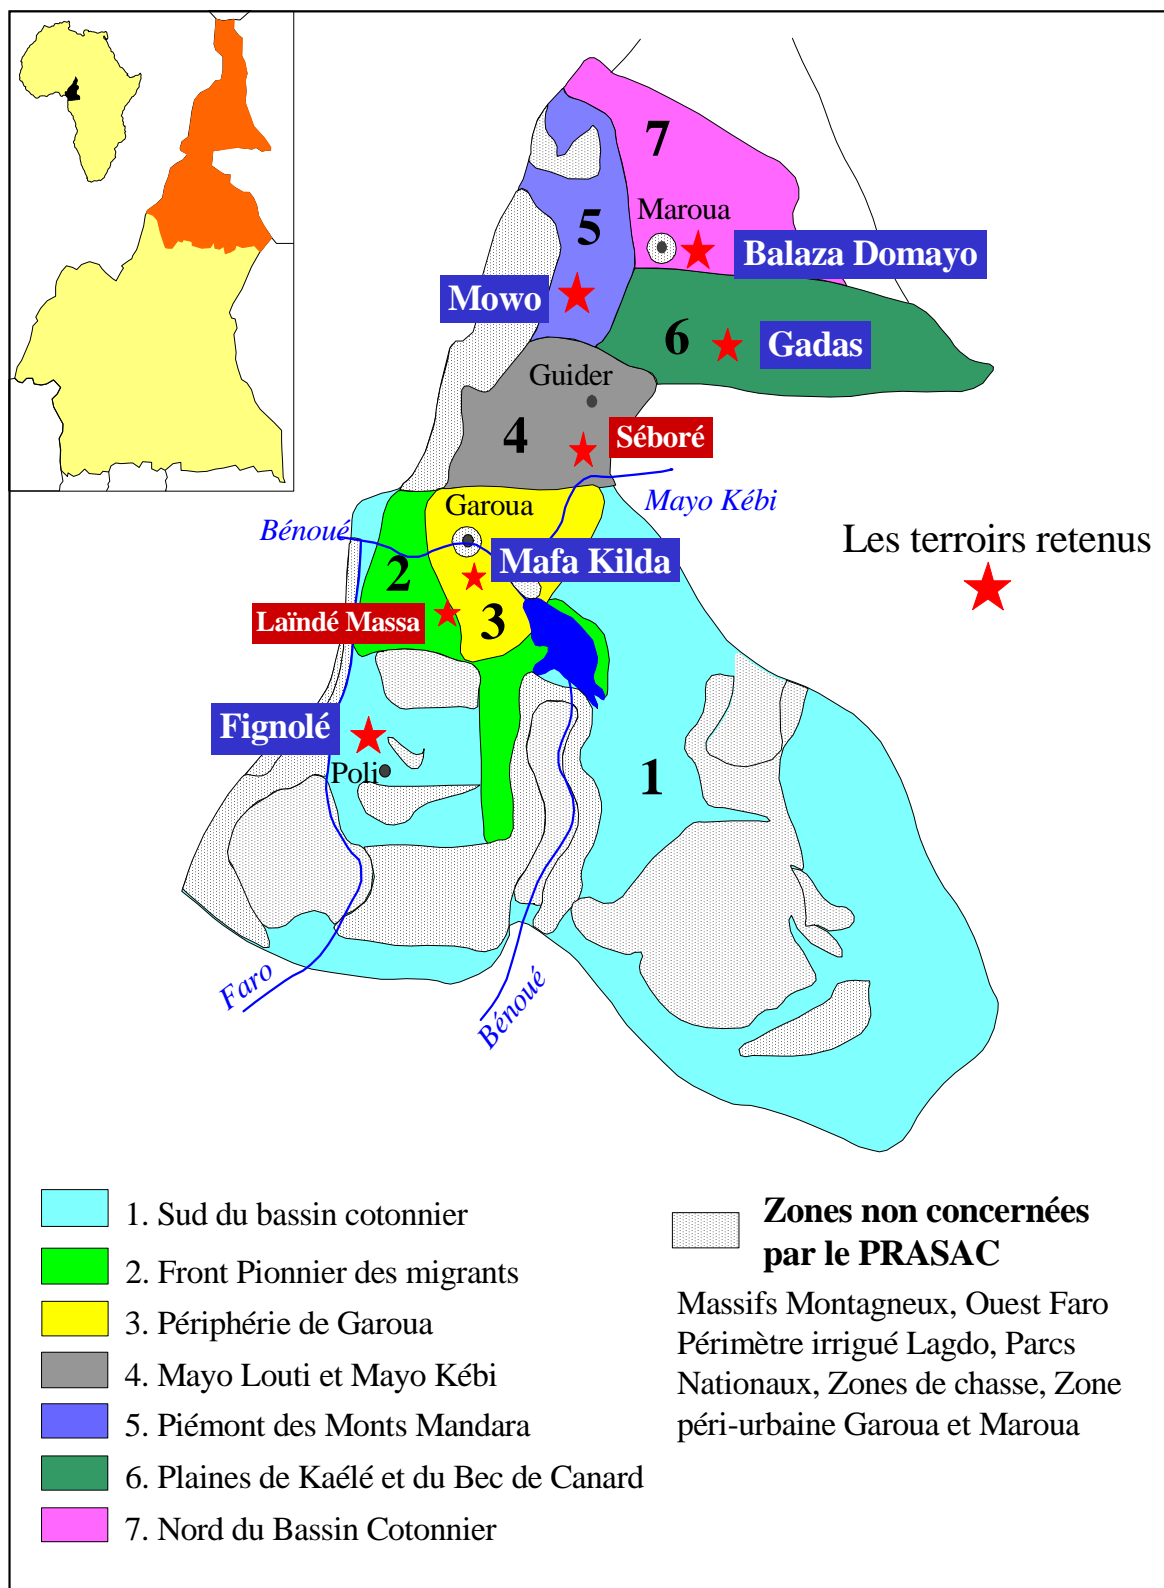 7
Maroua
5
Balaza Domayo
Mowo
6
Gadas
Guider
4
Séboré
Mayo Kébi
Garoua
Bénoué
Les terroirs retenus
Mafa Kilda
2
Laïndé Massa
3
Fignolé
Poli
1
Faro
Bénoué
1. Sud du bassin cotonnier
2. Front Pionnier des migrants
3. Périphérie de Garoua
4. Mayo Louti et Mayo Kébi
5. Piémont des Monts Mandara
6. Plaines de Kaélé et du Bec de Canard
7. Nord du Bassin Cotonnier
Zones non concernées
par le PRASAC
Massifs Montagneux, Ouest Faro
Périmètre irrigué Lagdo, Parcs
Nationaux, Zones de chasse, Zone
péri-urbaine Garoua et Maroua